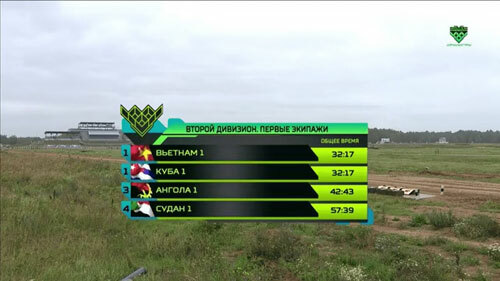 ВТОРОЙ ДИВИЗИОН. ПЕРВЫЕ ЭКИПАЖИ
ОБЩЕЕ ВРЕМЯ
1 ВЬЕТНАМ 1 32:17
1 КУБА 1 32:17
3 АНГОЛА 1 42:43
4 СУДАН 1 57:39